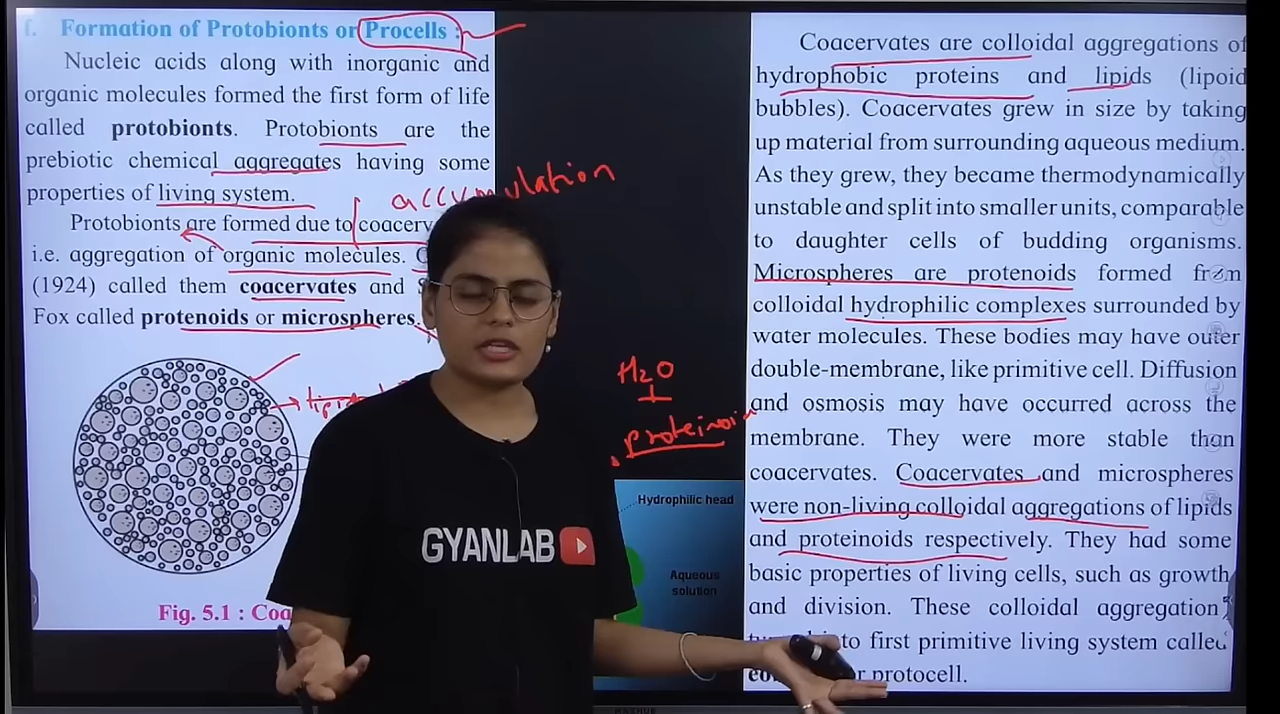 f. Formation of Protobionts or Procells :
Nucleic acids along with inorganic and
organic molecules formed the first form of life
called protobionts. Protobionts are the
prebiotic chemical aggregates having some
properties of living system.
accumulation
Protobionts are formed due to coacerv
i.e. aggregation of organic molecules.
(1924) called them coacervates and S
Fox called protenoids or microspheres.
H2O
proteinoi
Hydrophilic head
Aqueous
solution
GYANLAB
Fig. 5.1 : Coa
Coacervates are colloidal aggregations of
hydrophobic proteins and lipids (lipoid
bubbles). Coacervates grew in size by taking
up material from surrounding aqueous medium.
As they grew, they became thermodynamically
unstable and split into smaller units, comparable
to daughter cells of budding organisms.
Microspheres are protenoids formed from
colloidal hydrophilic complexes surrounded by
water molecules. These bodies may have outer
double-membrane, like primitive cell. Diffusion
and osmosis may have occurred across the
membrane. They were more stable than
coacervates. Coacervates and microspheres
were non-living colloidal aggregations of lipids
and proteinoids respectively. They had some
basic properties of living cells, such as growth
and division. These colloidal aggregation
to first primitive living system called
protocell.